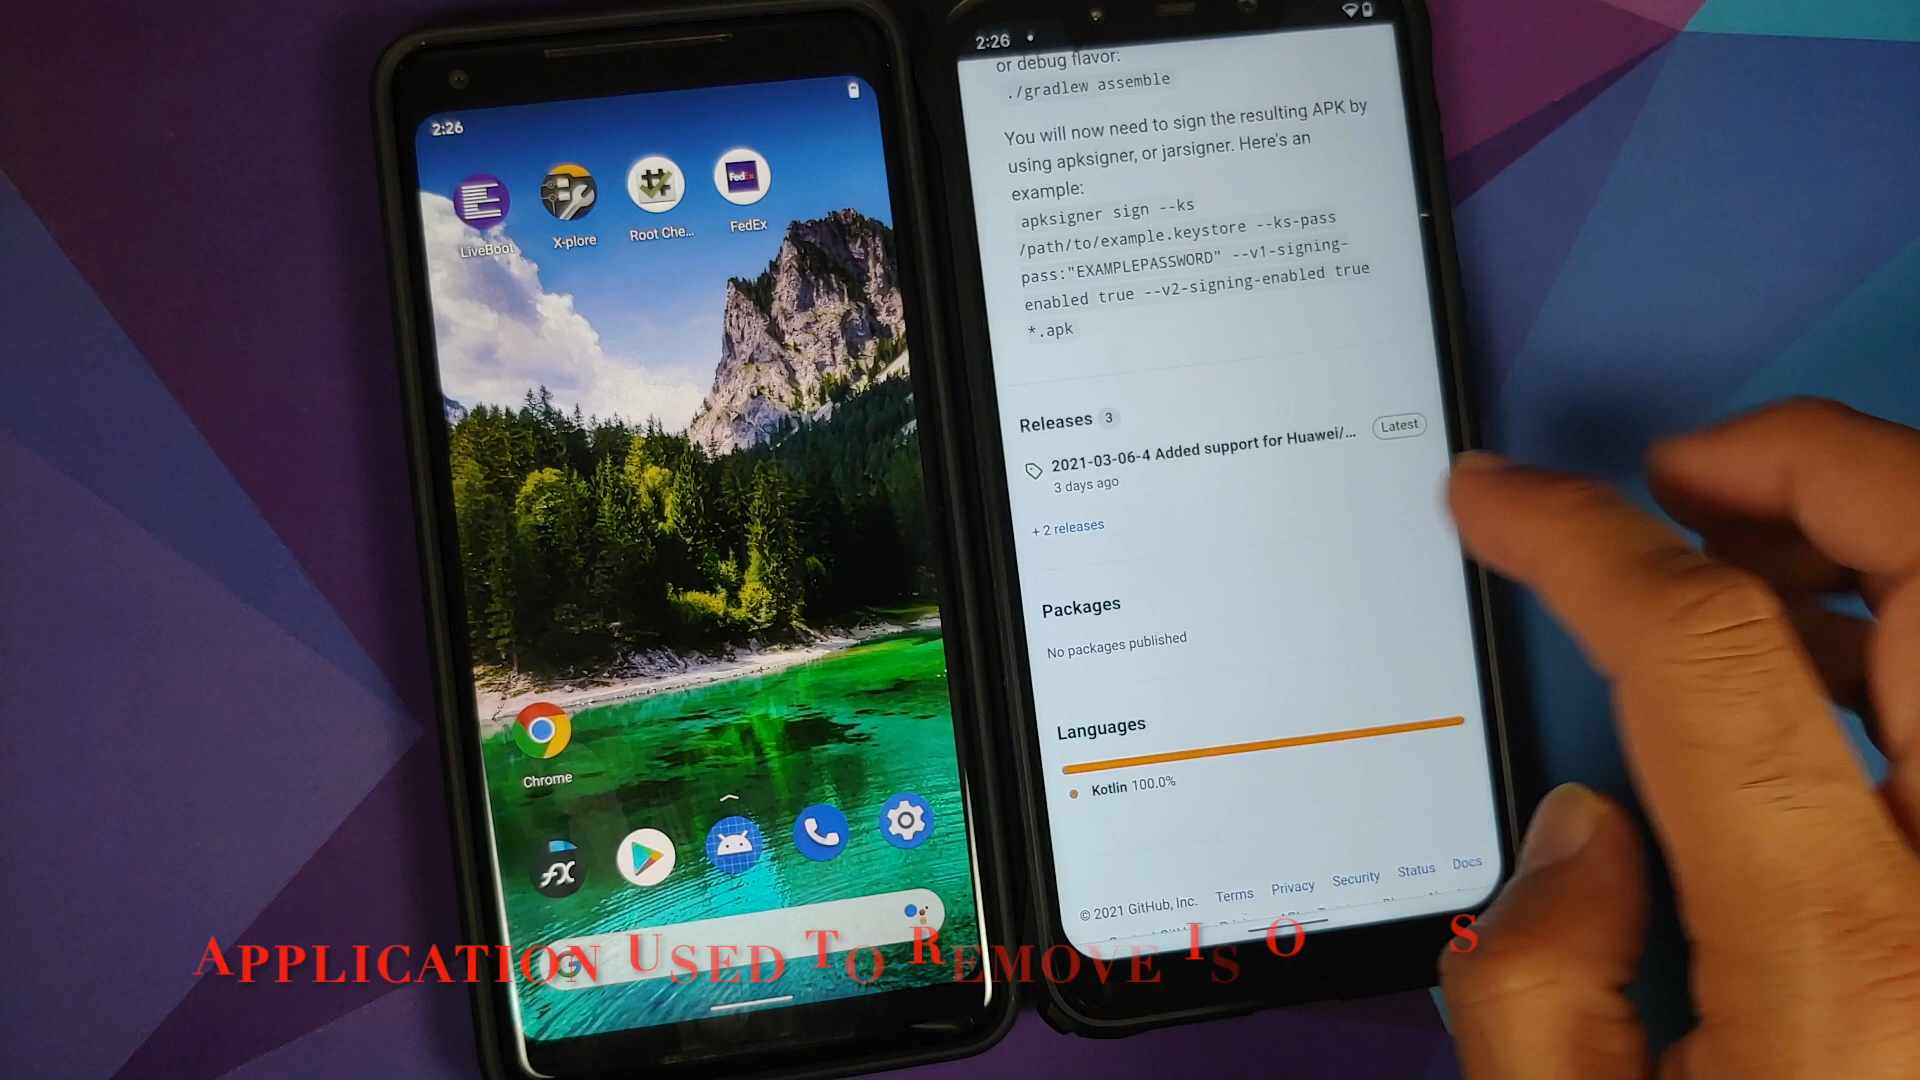 2:26
LiveBoot
X-plore
Root Che...
FedEx
FedEx
Chrome
fx
2:26
or debug flavor:
./gradlew assemble
You will now need to sign the resulting APK by
using apksigner, or jarsigner. Here's an
example:
apksigner sign --ks
/path/to/example.keystore --ks-pass
pass:"EXAMPLEPASSWORD" --v1-signing-
enabled true --v2-signing-enabled true
*.apk
Releases 3
2021-03-06-4 Added support for Huawei/... Latest
3 days ago
+ 2 releases
Packages
No packages published
Languages
Kotlin 100.0%
© 2021 GitHub, Inc. Terms Privacy Security Status Docs
APPLICATION USED TO REMOVE IS O S